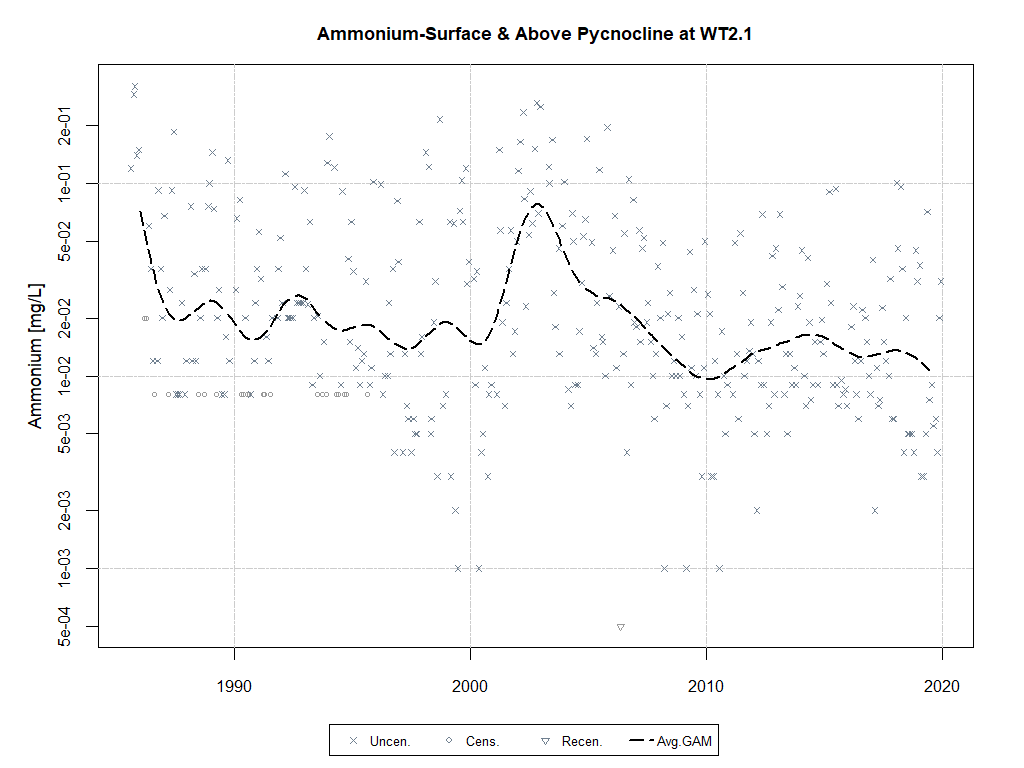 Ammonium-Surface & Above Pycnocline at WT2.1
Ammonium [mg/L]
2e-01
1e-01
5e-02
2e-02
1e-02
5e-03
2e-03
1e-03
5e-04
1990 2000 2010 2020
Uncen. Cens. Recen. Avg.GAM